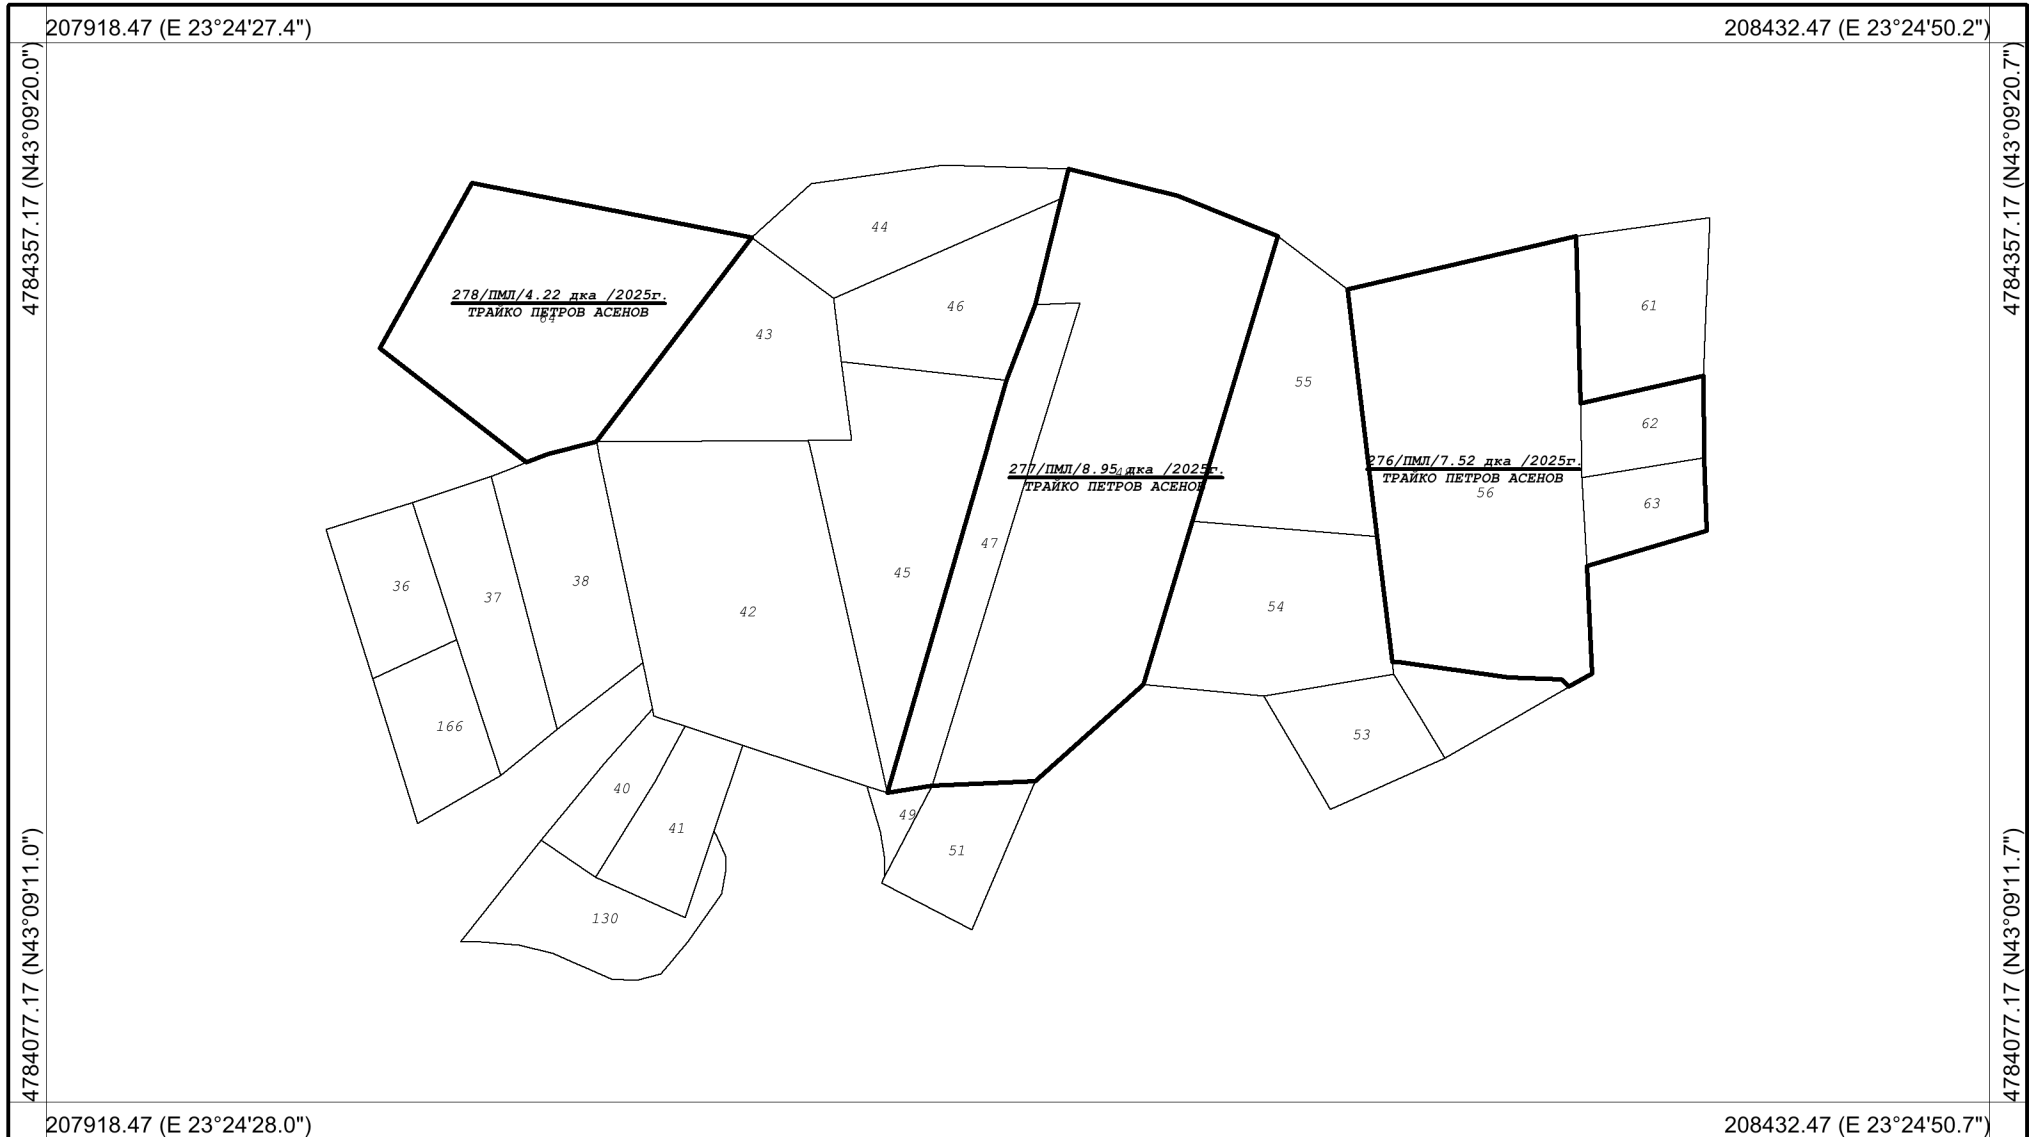 207918.47 (E 23°24'27.4")
208432.47 (E 23°24'50.2")
4784357.17 (N43°09'20.0")
4784357.17 (N43°09'20.7")
44
278/ПМЛ/4.22 дка /2025г.
ТРАЙКО ПЕТРОВ АСЕНОВ
64
46
61
43
55
62
277/ПМЛ/8.95 дка /2025г.
ТРАЙКО ПЕТРОВ АСЕНОВ
276/ПМЛ/7.52 дка /2025г.
ТРАЙКО ПЕТРОВ АСЕНОВ
56
63
47
45
38
36
37
42
54
166
53
40
49
41
51
130
4784077.17 (N43°09'11.0")
4784077.17 (N43°09'11.7")
207918.47 (E 23°24'28.0")
208432.47 (E 23°24'50.7")